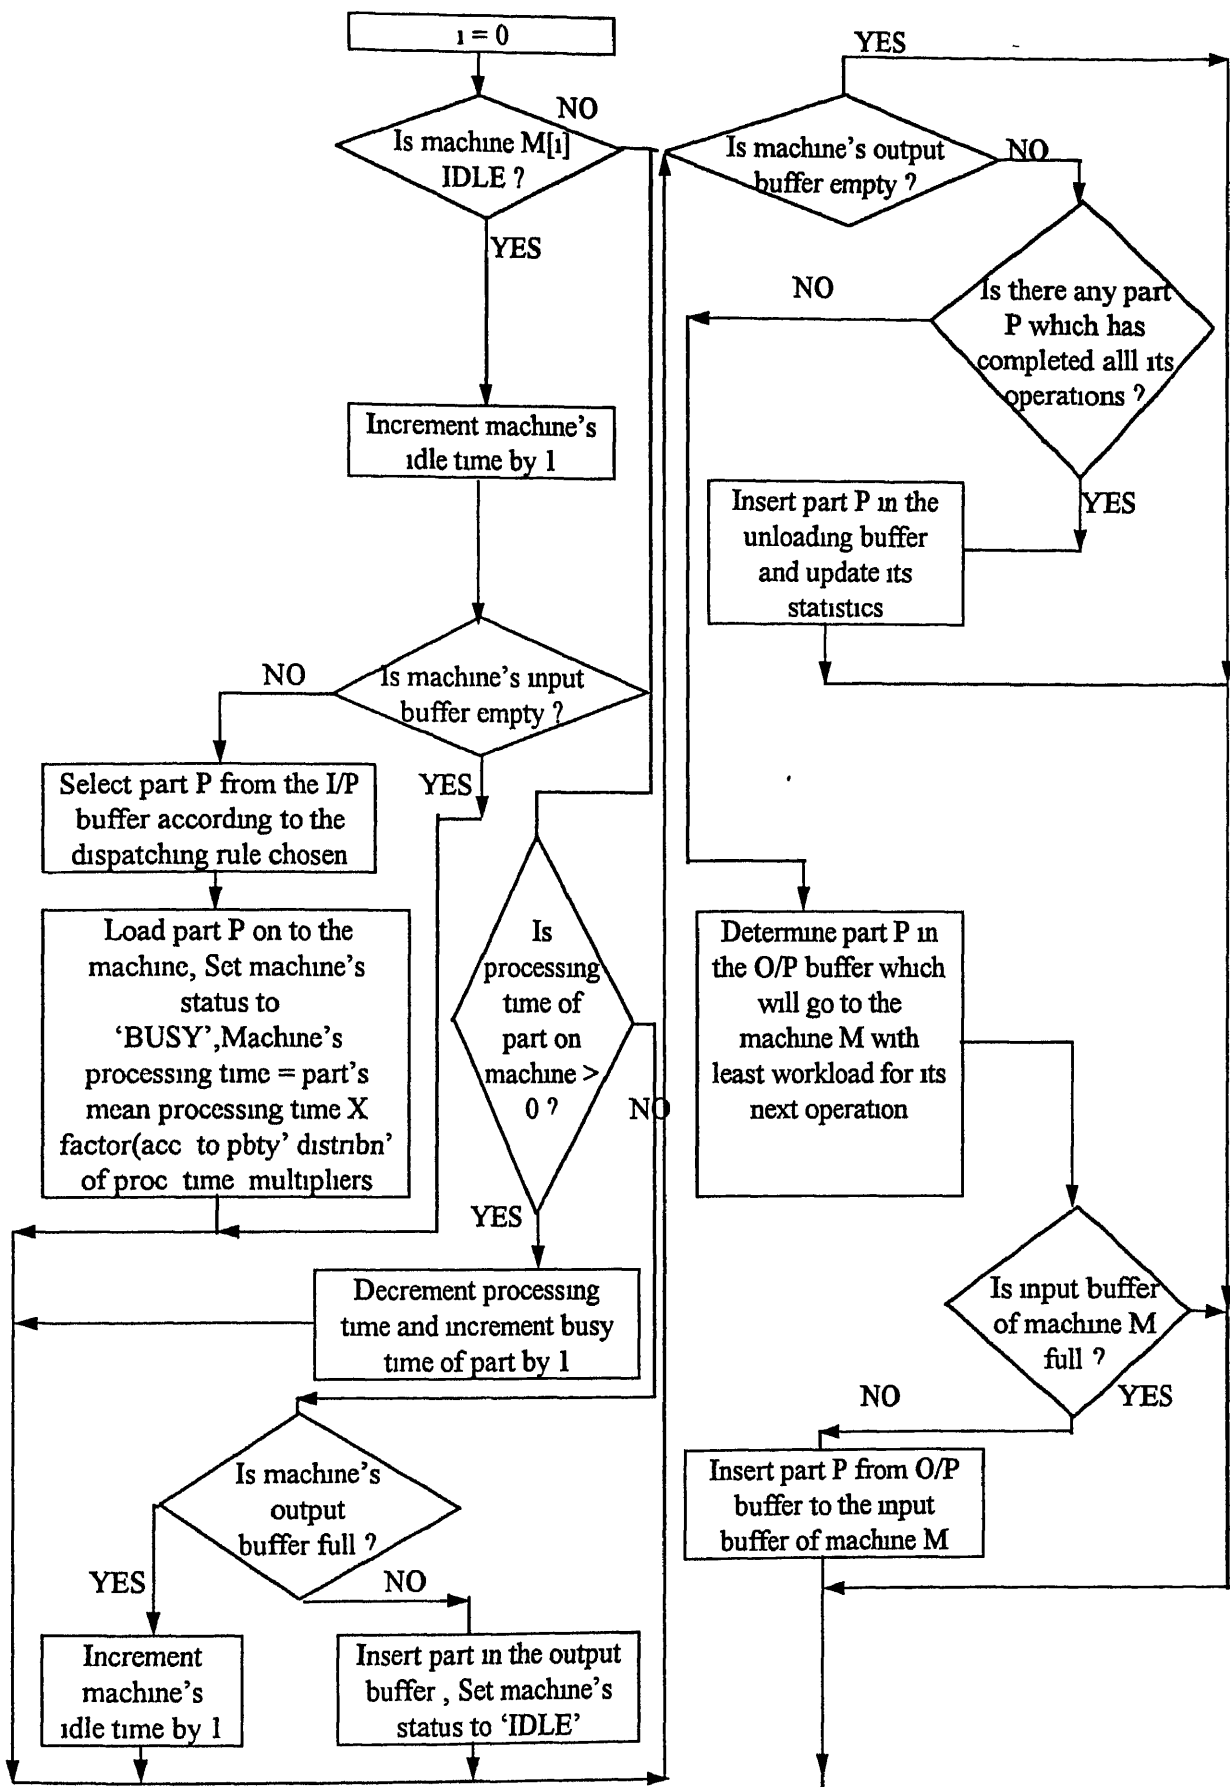 i = 0
NO
Is machine M[i]
IDLE ?
YES
Increment machine's
idle time by 1
NO
Is machine's input
buffer empty ?
YES
Select part P from the I/P
buffer according to the
dispatching rule chosen
Load part P on to the
machine, Set machine's
status to
‘BUSY’,Machine's
processing time = part's
mean processing time X
factor(acc to pbty’ distribn’
of proc time multipliers
Is
processing
time of
part on
machine >
0 ?
NO
YES
Decrement processing
time and increment busy
time of part by 1
Is machine's
output
buffer full ?
YES
NO
Increment
machine's
idle time by 1
Insert part in the output
buffer , Set machine's
status to ‘IDLE’
YES
Is machine's output
buffer empty ?
NO
Is there any part
P which has
completed alll its
operations ?
NO
YES
Insert part P in the
unloading buffer
and update its
statistics
Determine part P in
the O/P buffer which
will go to the
machine M with
least workload for its
next operation
Is input buffer
of machine M
full ?
NO
YES
Insert part P from O/P
buffer to the input
buffer of machine M